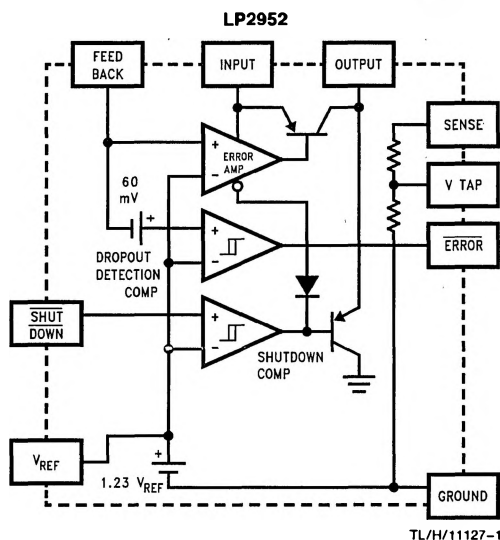 LP2952
FEED
BACK
INPUT
OUTPUT
SENSE
V TAP
ERROR
SHUT
DOWN
VREF
GROUND
+
ERROR
AMP
−
60
mV
+
+
−
DROPOUT
DETECTION
COMP
+
−
SHUTDOWN
COMP
+
1.23 VREF
TL/H/11127-1